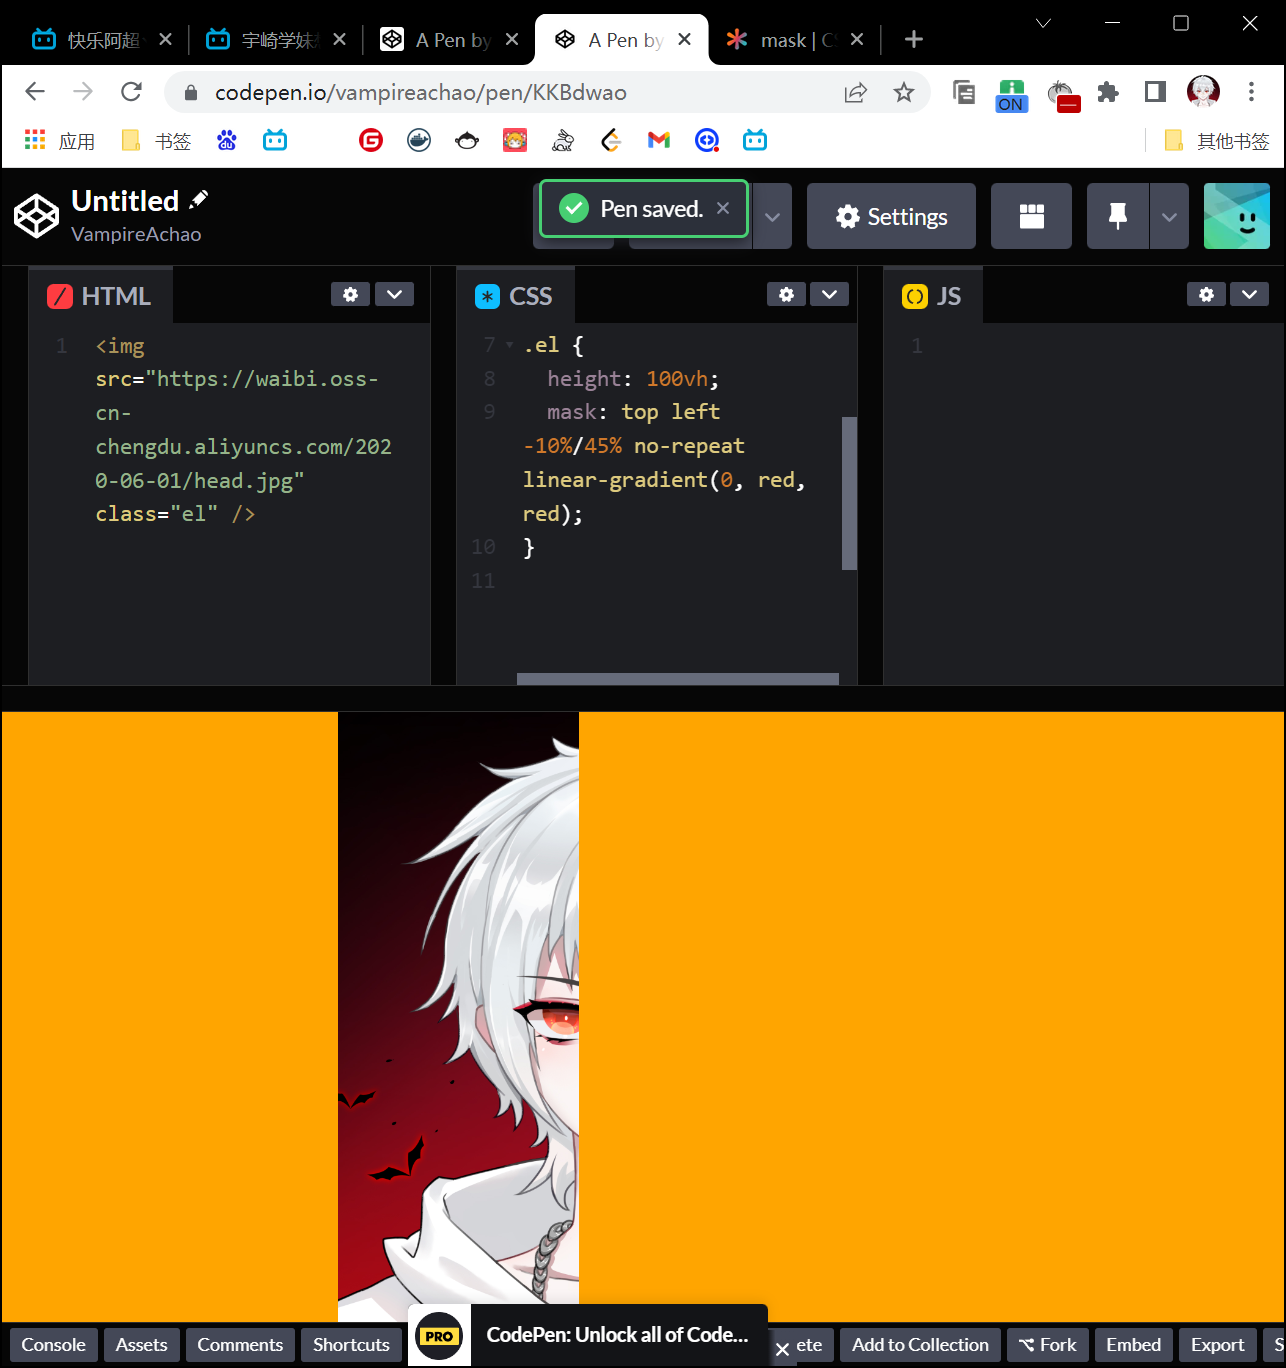 快乐阿超
宇崎学妹
A Pen by
A Pen by
mask | CS
codepen.io/vampireachao/pen/KKBdwao
ON
应用
书签
其他书签
Untitled
VampireAchao
Pen saved.
Settings
HTML
CSS
JS
1 <img
src="https://waibi.oss-
cn-
chengdu.aliyuncs.com/202
0-06-01/head.jpg"
class="el" />
7 .el {
8 height: 100vh;
9 mask: top left
-10%/45% no-repeat
linear-gradient(0, red,
red);
10 }
11
1
Console
Assets
Comments
Shortcuts
PRO
CodePen: Unlock all of Code...
ete
Add to Collection
Fork
Embed
Export
S